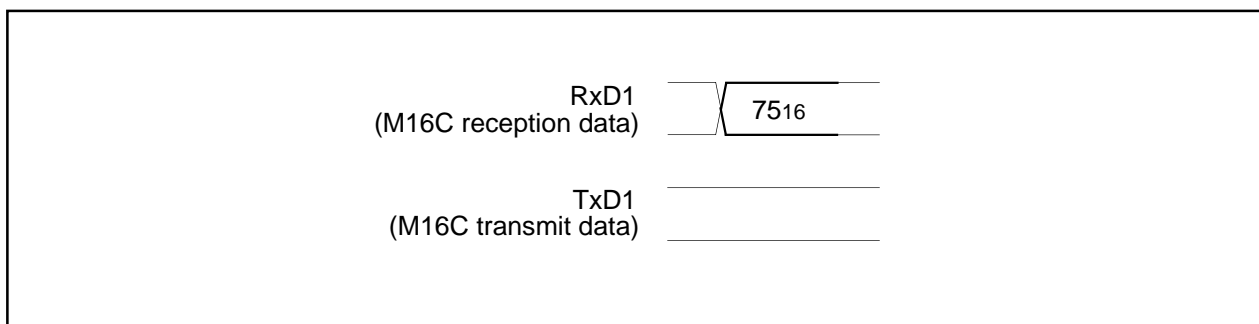 RxD1
(M16C reception data)
7516
TxD1
(M16C transmit data)